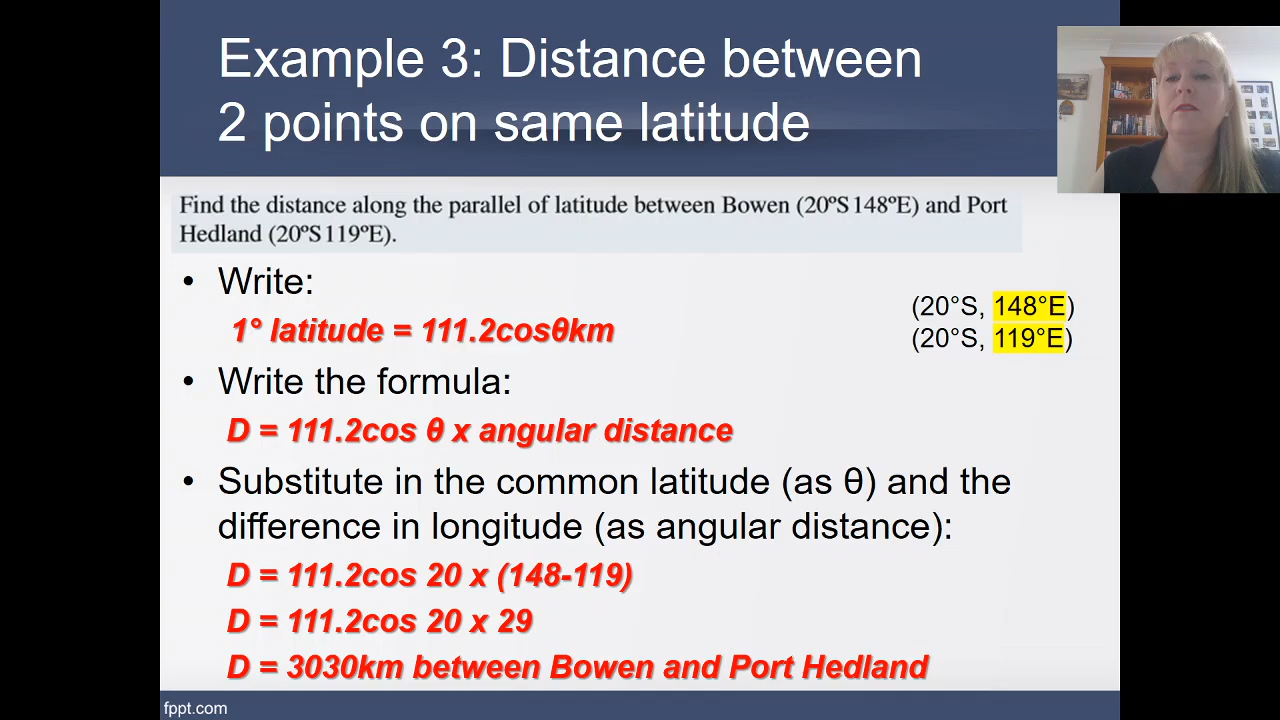 Example 3: Distance between
2 points on same latitude
Find the distance along the parallel of latitude between Bowen (20ºS 148ºE) and Port
Hedland (20ºS 119ºE).
• Write:
1° latitude = 111.2cosθkm
(20°S, 148°E)
(20°S, 119°E)
• Write the formula:
D = 111.2cos θ x angular distance
• Substitute in the common latitude (as θ) and the
difference in longitude (as angular distance):
D = 111.2cos 20 x (148-119)
D = 111.2cos 20 x 29
D = 3030km between Bowen and Port Hedland
fppt.com